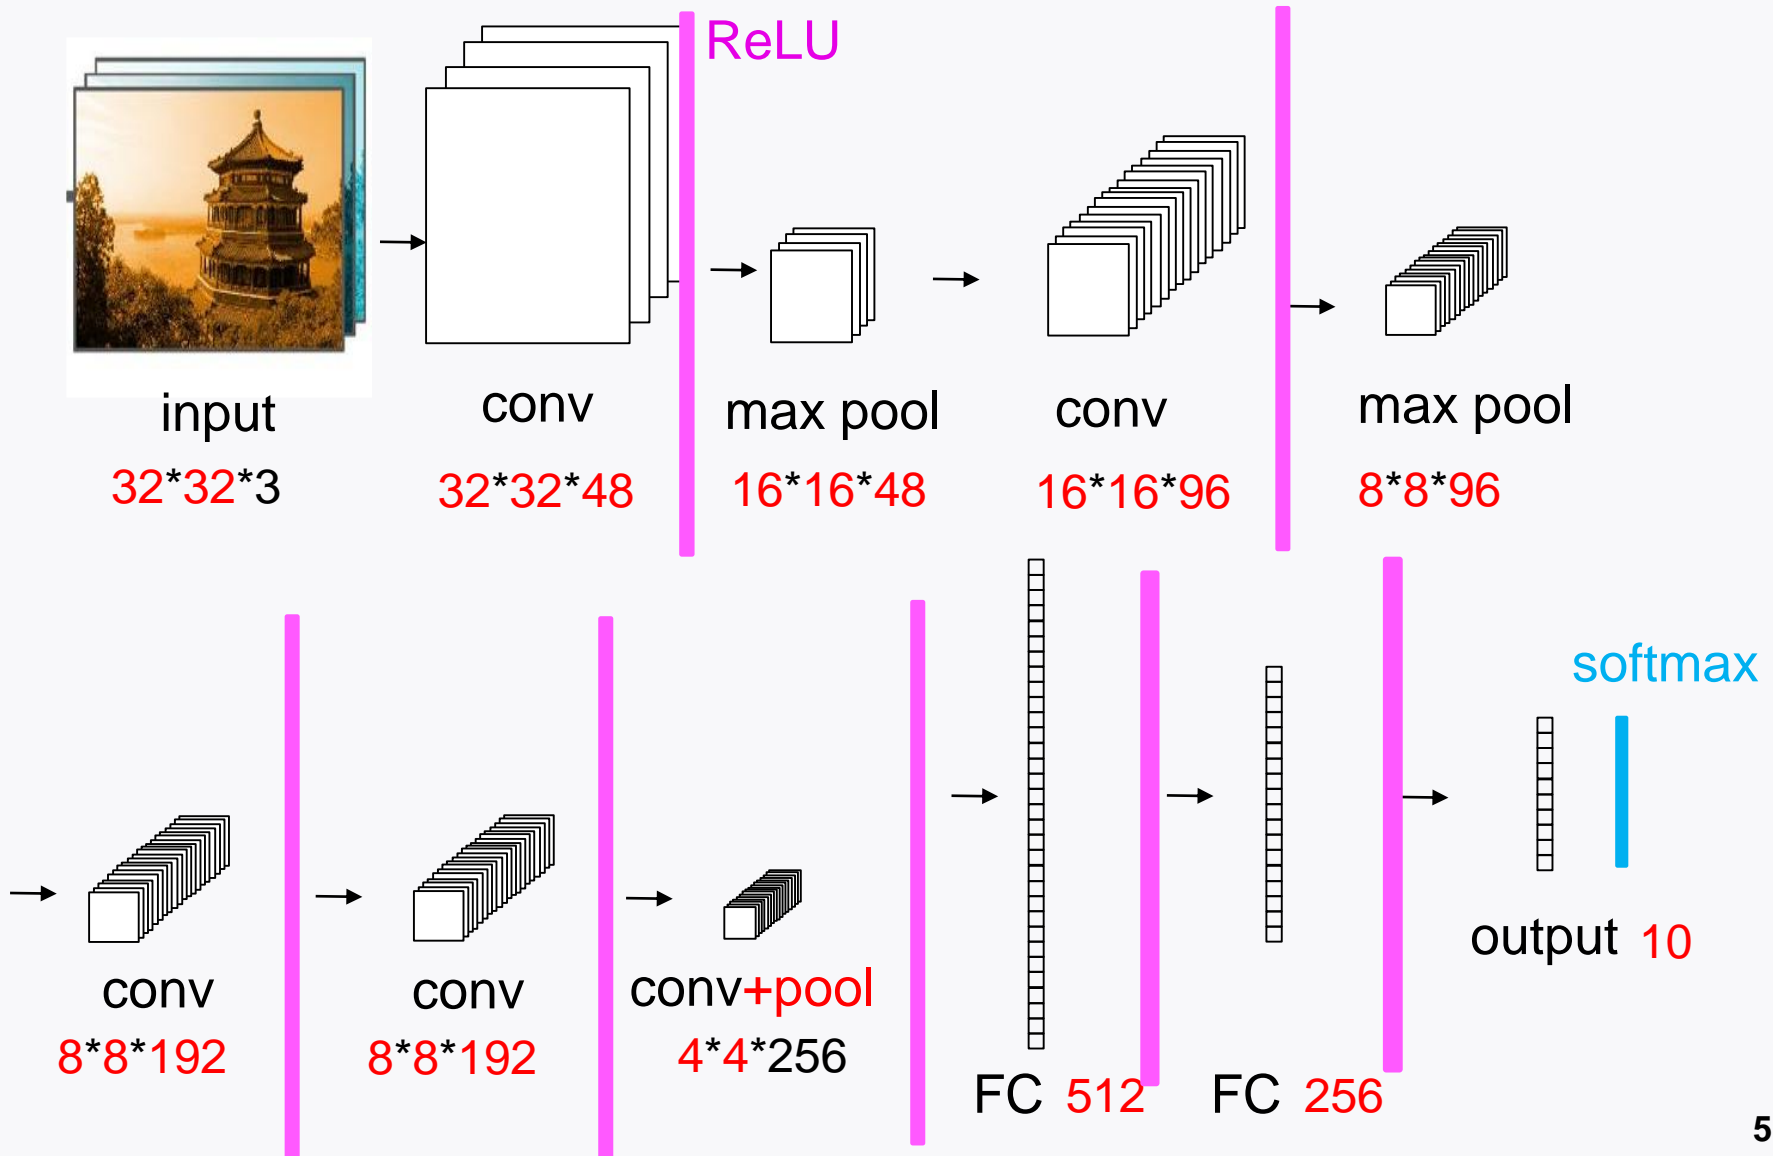 ReLU
input
conv
max pool
conv
max pool
32*32*3
32*32*48
16*16*48
16*16*96
8*8*96
softmax
conv
conv
conv+pool
output 10
8*8*192
8*8*192
4*4*256
FC 512
FC 256
5